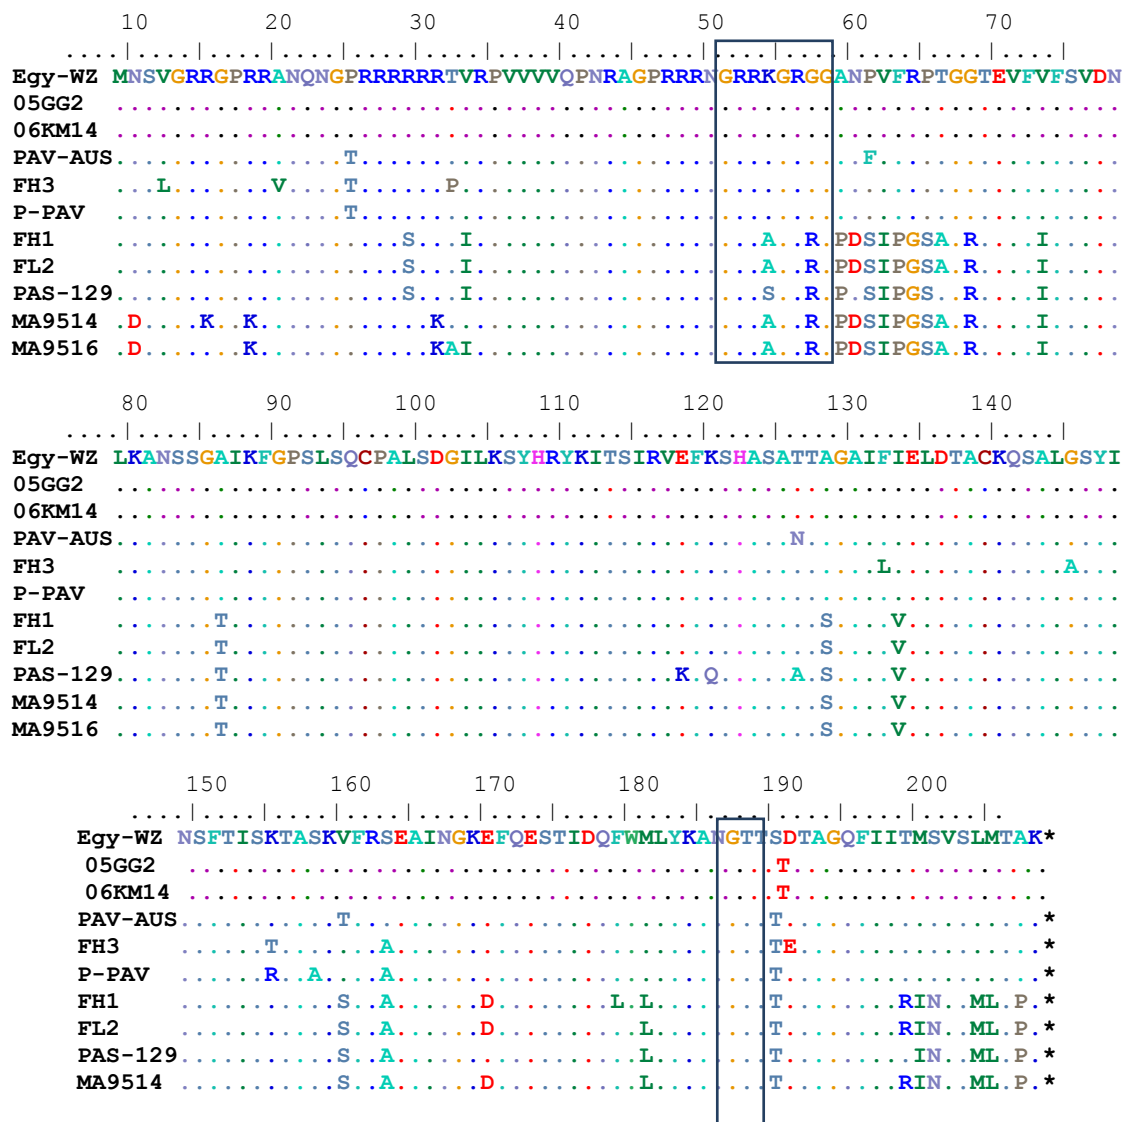 10 20 30 40 50 60 70
Egy-WZ MNSVGRRGPRRANQNGPRRRRRRTVRPVVVVQPNRAGPRRRNGRRKGRGGANPVFRPTGGTEVFVFSVDN
05GG2 ......................................................................
06KM14 ......................................................................
PAV-AUS ................T...................................F.................
FH3 ...L.......V....T......P..............................................
P-PAV ................T.....................................................
FH1 ....................S...I....................A..R.PDSIPGSA.R....I.....
FL2 ....................S...I....................A..R.PDSIPGSA.R....I.....
PAS-129 ....................S...I....................S..R.P.SIPGS..R....I.....
MA9514 .D....K..K............K......................A..R.PDSIPGSA.R....I.....
MA9516 .D.......K............KAI....................A..R.PDSIPGSA.R....I.....
80 90 100 110 120 130 140
Egy-WZ LKANSSGAIKFGPSLSQCPALSDGILKSYHRYKITSIRVEFKSHASATTAGAIFIELDTACKQSALGSYI
05GG2 ......................................................................
06KM14 ......................................................................
PAV-AUS ...............................................N......................
FH3 .....................................................L............A...
P-PAV ......................................................................
FH1 .......T.........................................S....V...............
FL2 .......T.........................................S....V...............
PAS-129 .......T...............................K.Q.....A.S....V...............
MA9514 .......T.........................................S....V...............
MA9516 .......T.........................................S....V...............
150 160 170 180 190 200
Egy-WZ NSFTISKTASKVFRSEAINGKEFQESTIDQFWMLYKANGTTSDTAGQFIITMSVSLMTAK*
05GG2 ..........................................T.................
06KM14 ..........................................T.................
PAV-AUS ...........T.............................T..................*
FH3 ......T.......A..........................TE.................*
P-PAV ......R..A....A..........................T..................*
FH1 ...........S..A......D........L.L........T........RIN..ML.P.*
FL2 ...........S..A......D..........L........T........RIN..ML.P.*
PAS-129 ...........S..A.................L........T.........IN..ML.P.*
MA9514 ...........S..A......D..........L........T........RIN..ML.P.*